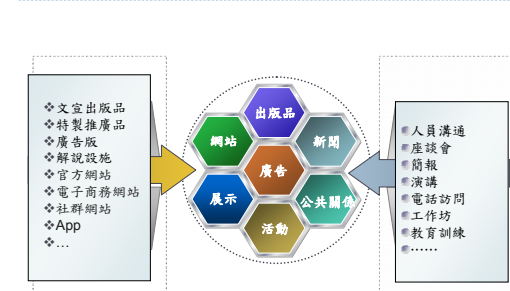 ❖文宣出版品
❖特製推廣品
❖廣告版
❖解說設施
❖官方網站
❖電子商務網站
❖社群網站
❖App
❖…
出版品
網站
新聞
廣告
展示
公共關係
活動
人員溝通
座談會
簡報
演講
電話訪問
工作坊
教育訓練
……